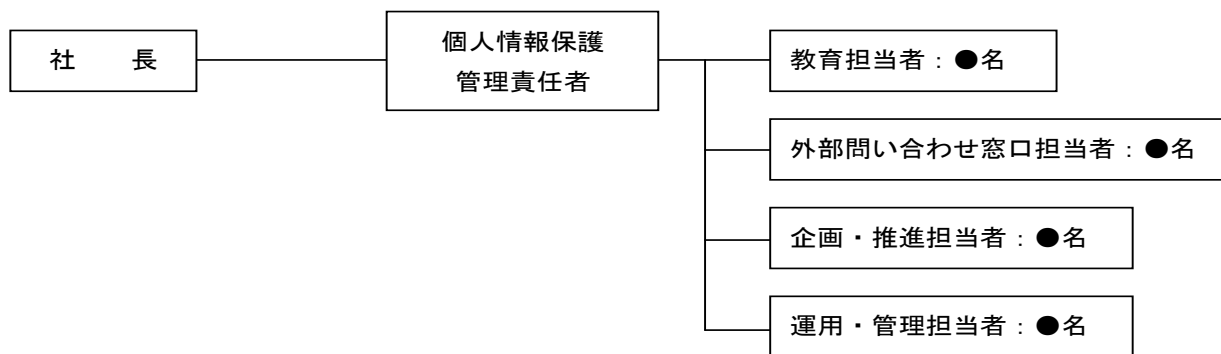 社　　長
個人情報保護
管理責任者
教育担当者：●名
外部問い合わせ窓口担当者：●名
企画・推進担当者：●名
運用・管理担当者：●名